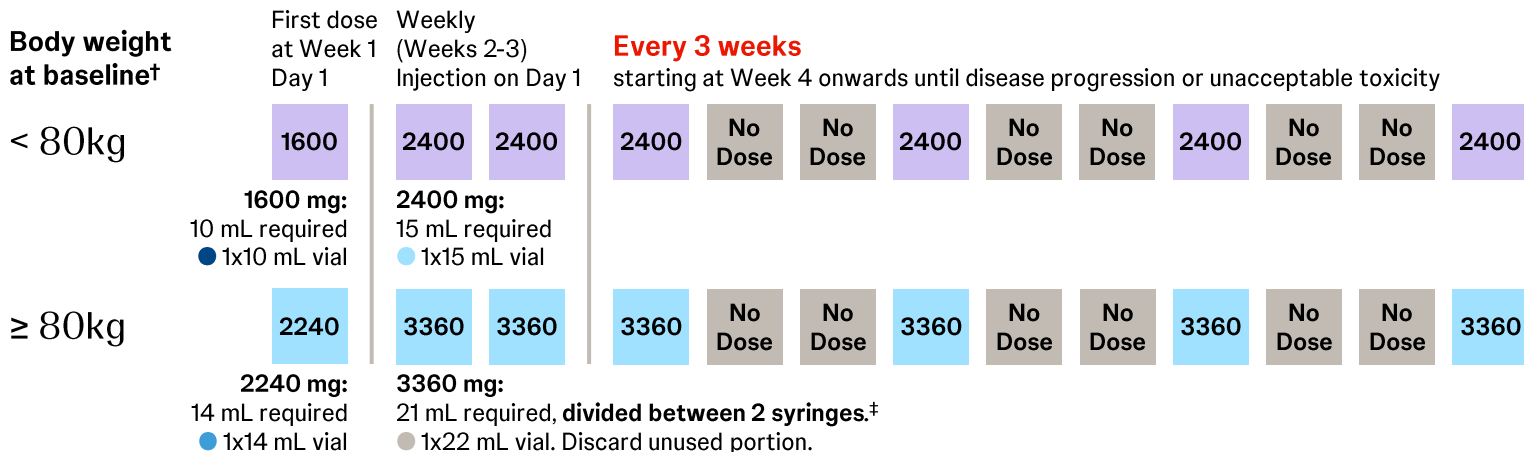 Body weight
at baseline†
First dose
at Week 1
Day 1
Weekly
(Weeks 2-3)
Injection on Day 1
Every 3 weeks
starting at Week 4 onwards until disease progression or unacceptable toxicity
< 80kg
1600
2400
2400
2400
No
Dose
No
Dose
2400
No
Dose
No
Dose
2400
No
Dose
No
Dose
2400
1600 mg:
10 mL required
1x10 mL vial
2400 mg:
15 mL required
1x15 mL vial
≥ 80kg
2240
3360
3360
3360
No
Dose
No
Dose
3360
No
Dose
No
Dose
3360
No
Dose
No
Dose
3360
2240 mg:
14 mL required
1x14 mL vial
3360 mg:
21 mL required, divided between 2 syringes.‡
1x22 mL vial. Discard unused portion.